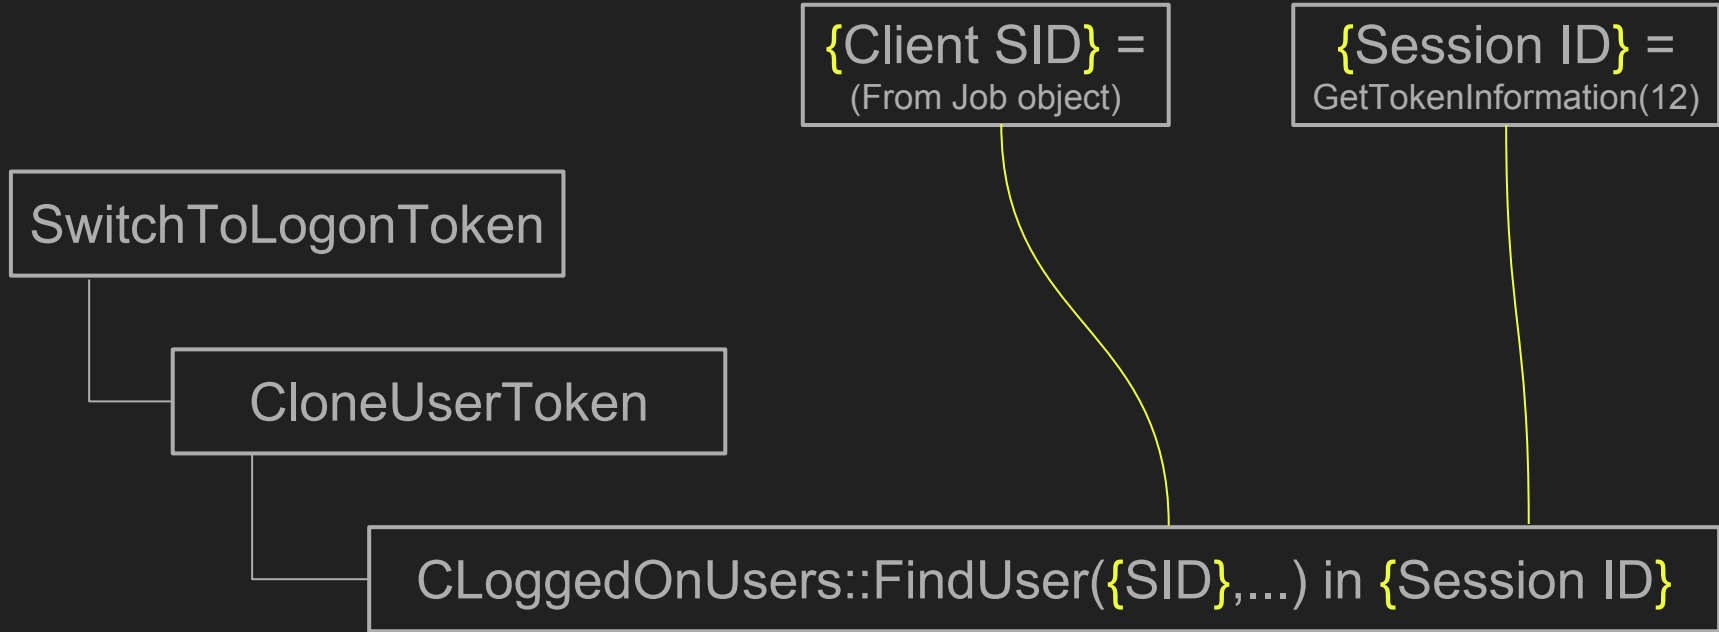 {Client SID} =
(From Job object)
{Session ID} =
GetTokenInformation(12)
SwitchToLogonToken
CloneUserToken
CLoggedOnUsers::FindUser({SID},...) in {Session ID}